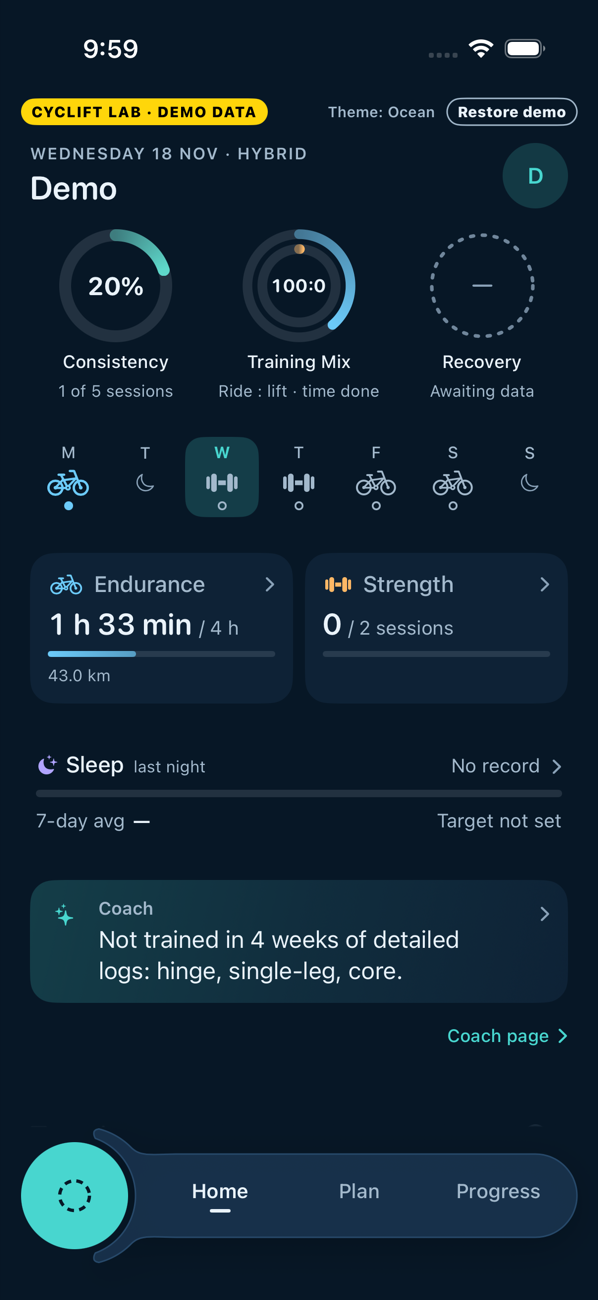 9:59
CYCLIFT LAB · DEMO DATA
Theme: Ocean
Restore demo
WEDNESDAY 18 NOV · HYBRID
Demo
D
20%
100:0
—
Consistency
Training Mix
Recovery
1 of 5 sessions
Ride : lift · time done
Awaiting data
M T W T F S S
Endurance
1 h 33 min / 4 h
43.0 km
Strength
0 / 2 sessions
Sleep last night
No record
7-day avg —
Target not set
Coach
Not trained in 4 weeks of detailed
logs: hinge, single-leg, core.
Coach page
Home
Plan
Progress